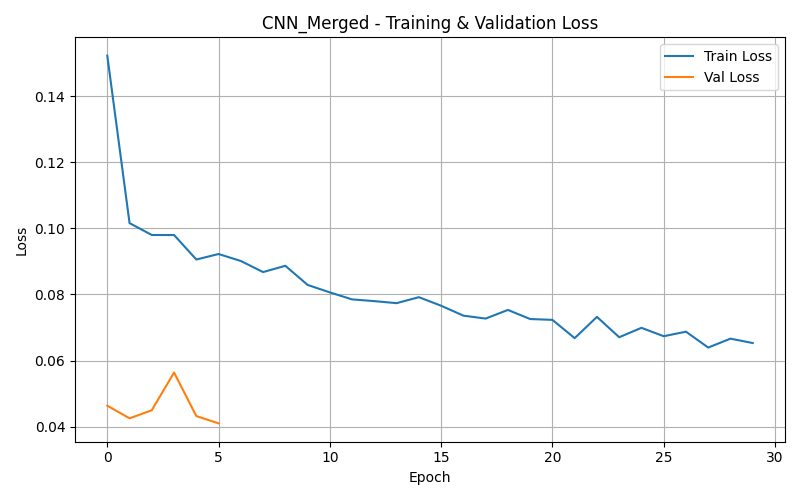 CNN_Merged - Training & Validation Loss
Train Loss
Val Loss
0.14
0.12
0.10
0.08
0.06
0.04
Loss
0 5 10 15 20 25 30
Epoch